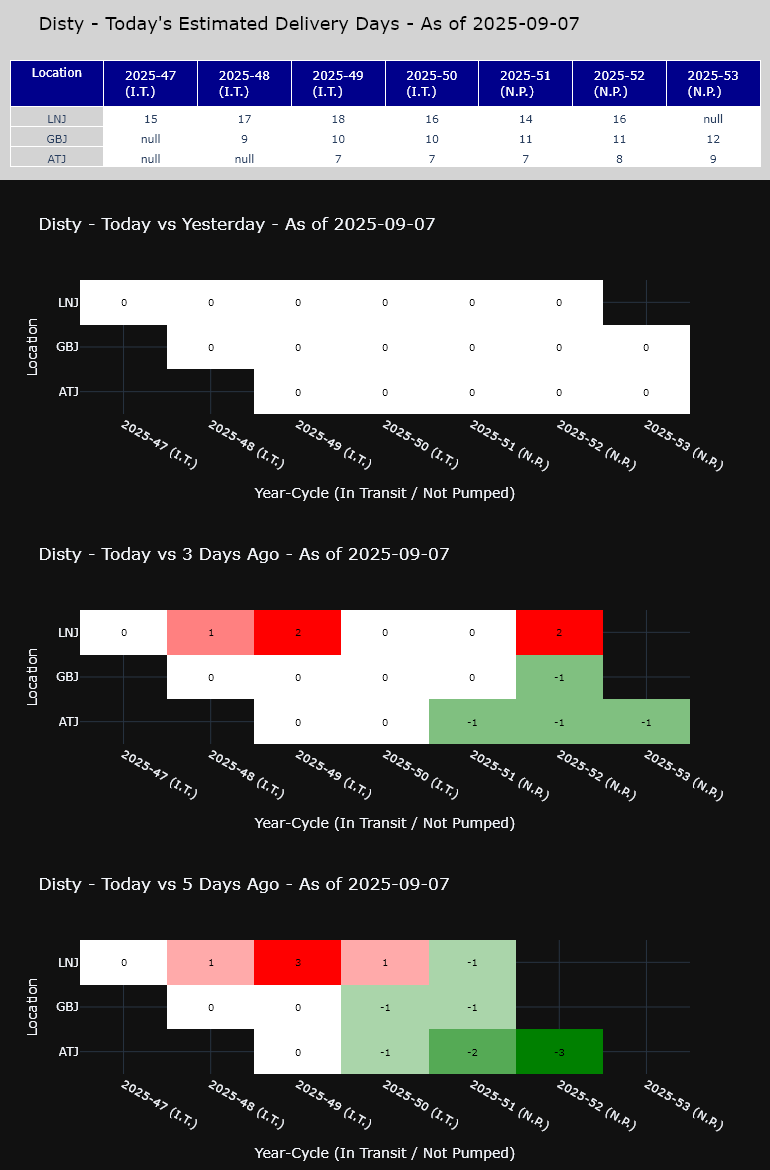 Disty - Today's Estimated Delivery Days - As of 2025-09-07
Location 2025-47 (I.T.) 2025-48 (I.T.) 2025-49 (I.T.) 2025-50 (I.T.) 2025-51 (N.P.) 2025-52 (N.P.) 2025-53 (N.P.)
LNJ 15 17 18 16 14 16 null
GBJ null 9 10 10 11 11 12
ATJ null null 7 7 7 8 9
Disty - Today vs Yesterday - As of 2025-09-07
Location
LNJ 0 0 0 0 0 0
GBJ 0 0 0 0 0 0
ATJ 0 0 0 0 0
2025-47 (I.T.) 2025-48 (I.T.) 2025-49 (I.T.) 2025-50 (I.T.) 2025-51 (N.P.) 2025-52 (N.P.) 2025-53 (N.P.)
Year-Cycle (In Transit / Not Pumped)
Disty - Today vs 3 Days Ago - As of 2025-09-07
Location
LNJ 0 1 2 0 0 2
GBJ 0 0 0 0 -1
ATJ 0 0 -1 -1 -1
2025-47 (I.T.) 2025-48 (I.T.) 2025-49 (I.T.) 2025-50 (I.T.) 2025-51 (N.P.) 2025-52 (N.P.) 2025-53 (N.P.)
Year-Cycle (In Transit / Not Pumped)
Disty - Today vs 5 Days Ago - As of 2025-09-07
Location
LNJ 0 1 3 1 -1
GBJ 0 0 -1 -1
ATJ 0 -1 -2 -3
2025-47 (I.T.) 2025-48 (I.T.) 2025-49 (I.T.) 2025-50 (I.T.) 2025-51 (N.P.) 2025-52 (N.P.) 2025-53 (N.P.)
Year-Cycle (In Transit / Not Pumped)